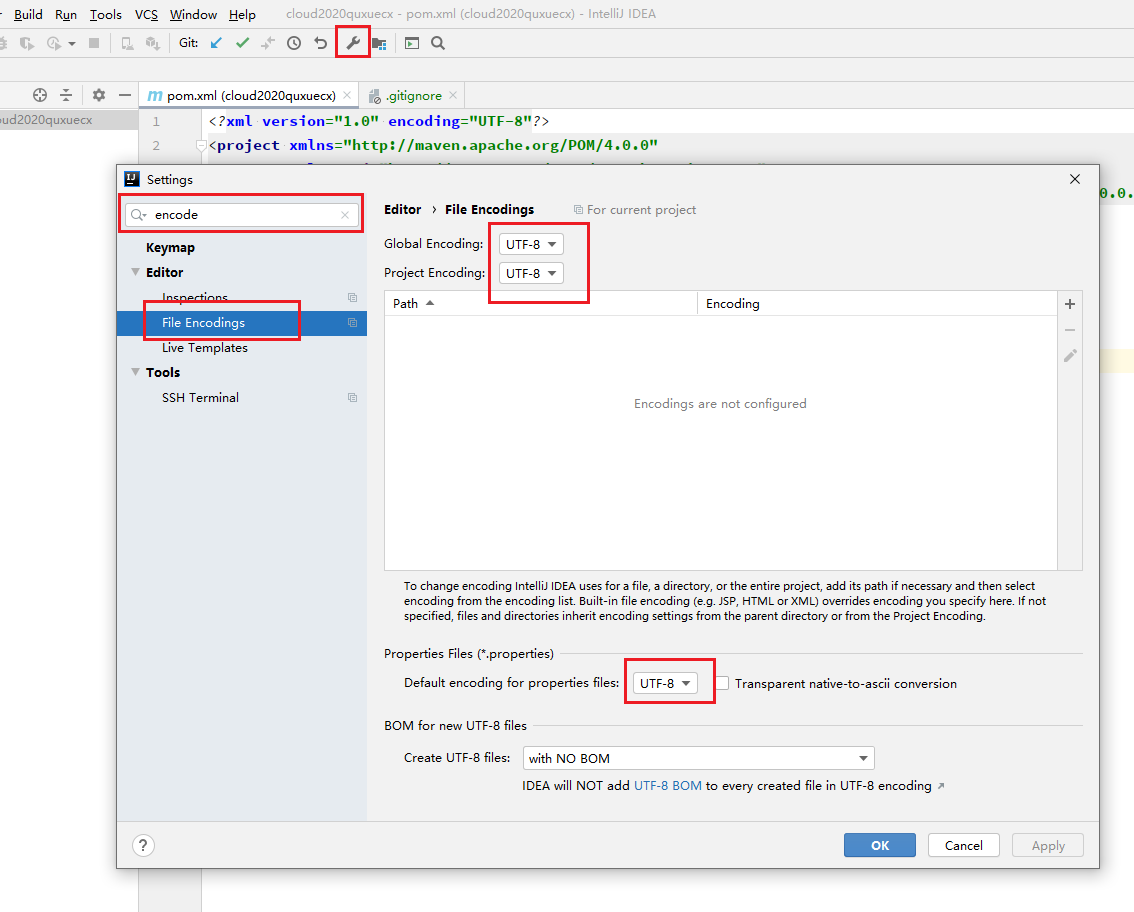 Build Run Tools VCS Window Help cloud2020quxuecx - pom.xml (cloud2020quxuecx) - IntelliJ IDEA
Git:
m pom.xml (cloud2020quxuecx) .gitignore
oud2020quxuecx
1 <?xml version="1.0" encoding="UTF-8"?>
2 <project xmlns="http://maven.apache.org/POM/4.0.0"
0.0.
IJ Settings
encode
Keymap
Editor
Inspections
File Encodings
Live Templates
Tools
SSH Terminal
Editor › File Encodings For current project
Global Encoding: UTF-8
Project Encoding: UTF-8
Path Encoding
Encodings are not configured
To change encoding IntelliJ IDEA uses for a file, a directory, or the entire project, add its path if necessary and then select
encoding from the encoding list. Built-in file encoding (e.g. JSP, HTML or XML) overrides encoding you specify here. If not
specified, files and directories inherit encoding settings from the parent directory or from the Project Encoding.
Properties Files (*.properties)
Default encoding for properties files: UTF-8 Transparent native-to-ascii conversion
BOM for new UTF-8 files
Create UTF-8 files: with NO BOM
IDEA will NOT add UTF-8 BOM to every created file in UTF-8 encoding ↗
? OK Cancel Apply